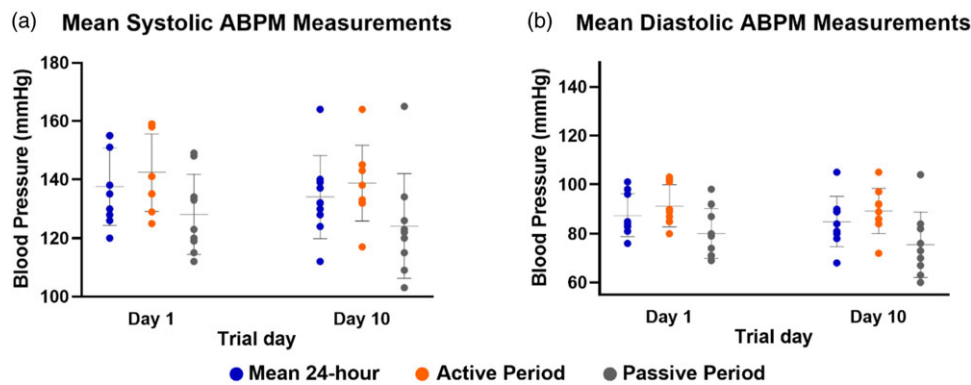 (a) Mean Systolic ABPM Measurements
Blood Pressure (mmHg)
180
160
140
120
100
Day 1
Day 10
Trial day
(b) Mean Diastolic ABPM Measurements
Blood Pressure (mmHg)
140
120
100
80
60
Day 1
Day 10
Trial day
Mean 24-hour Active Period Passive Period